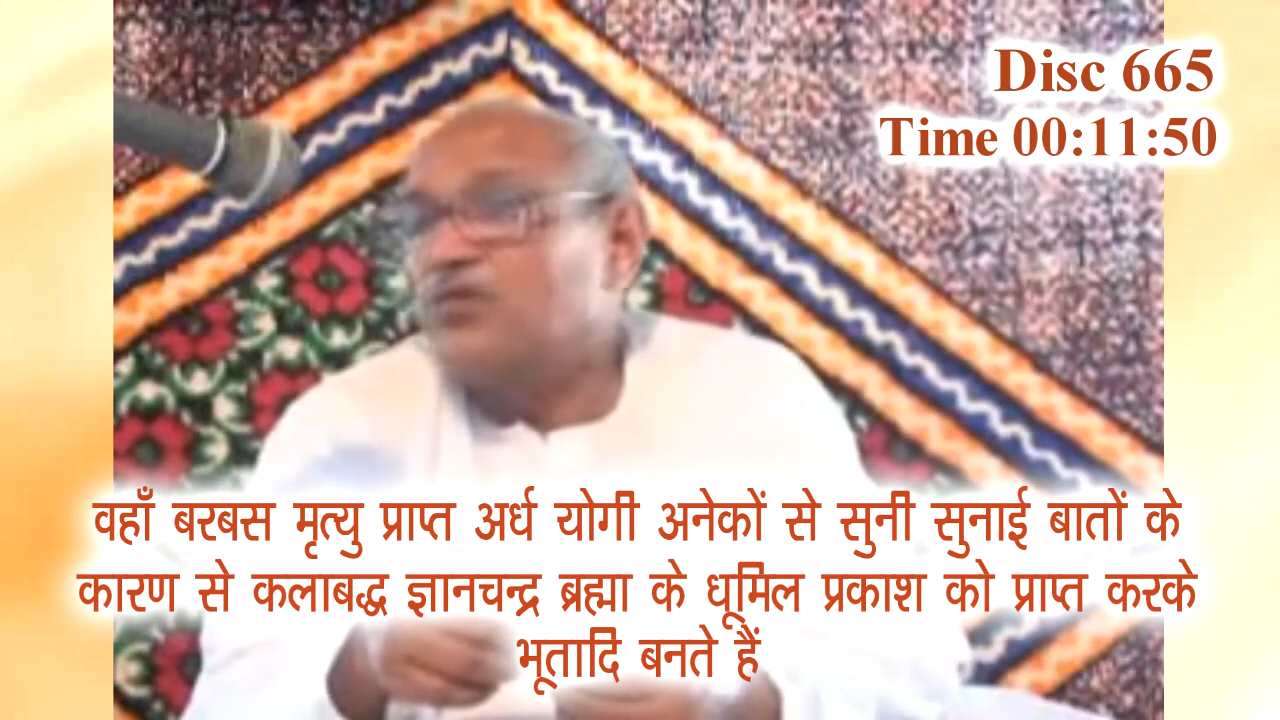 Disc 665
Time 00:11:50
वहाँ बरबस मृत्यु प्राप्त अर्ध योगी अनेकों से सुनी सुनाई बातों के
कारण से कलाबद्ध ज्ञानचन्द्र ब्रह्मा के धूमिल प्रकाश को प्राप्त करके
भूतादि बनते हैं